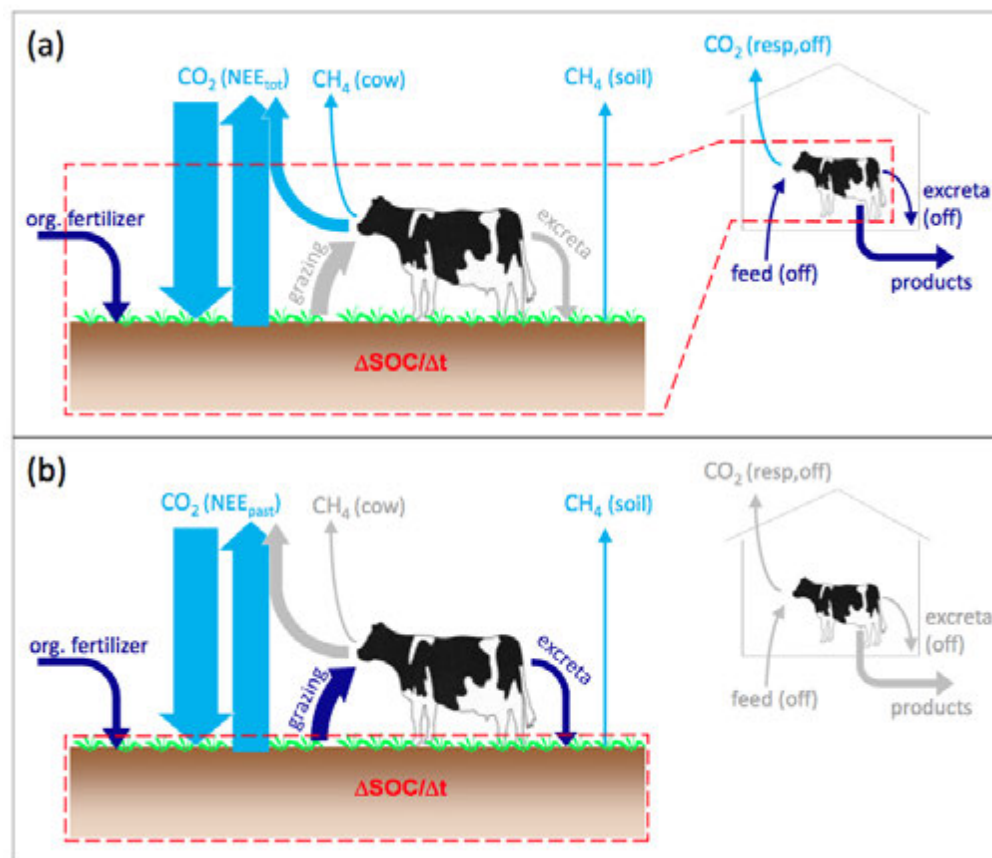 (a)
CO₂ (NEEtot)
CH₄ (cow)
CH₄ (soil)
CO₂ (resp,off)
org. fertilizer
grazing
excreta
feed (off)
excreta
(off)
products
ΔSOC/Δt
(b)
CO₂ (NEEpast)
CH₄ (cow)
CH₄ (soil)
CO₂ (resp,off)
org. fertilizer
grazing
excreta
feed (off)
excreta
(off)
products
ΔSOC/Δt